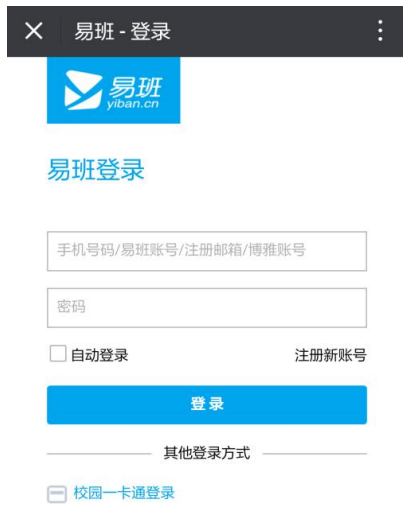 易班 - 登录
易班
yiban.cn
易班登录
手机号码/易班账号/注册邮箱/博雅账号
密码
自动登录 注册新账号
登录
其他登录方式
校园一卡通登录